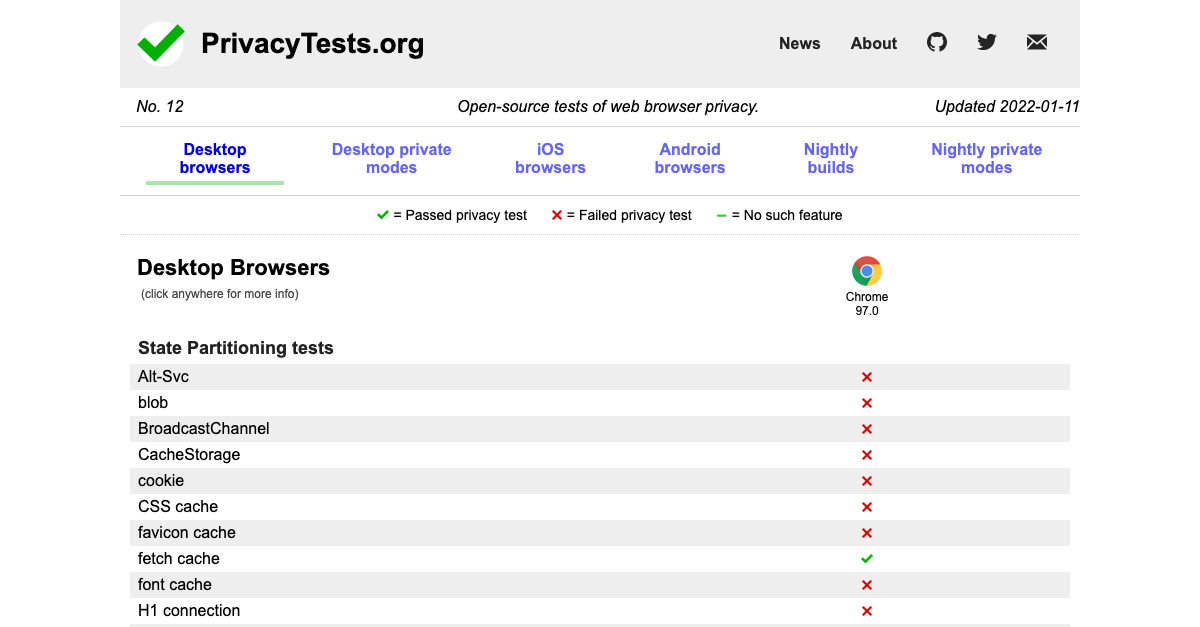 PrivacyTests.org
News About
No. 12 Open-source tests of web browser privacy. Updated 2022-01-11
Desktop browsers Desktop private modes iOS browsers Android browsers Nightly builds Nightly private modes
= Passed privacy test = Failed privacy test = No such feature
Desktop Browsers
(click anywhere for more info)
Chrome
97.0
State Partitioning tests
Alt-Svc
blob
BroadcastChannel
CacheStorage
cookie
CSS cache
favicon cache
fetch cache
font cache
H1 connection